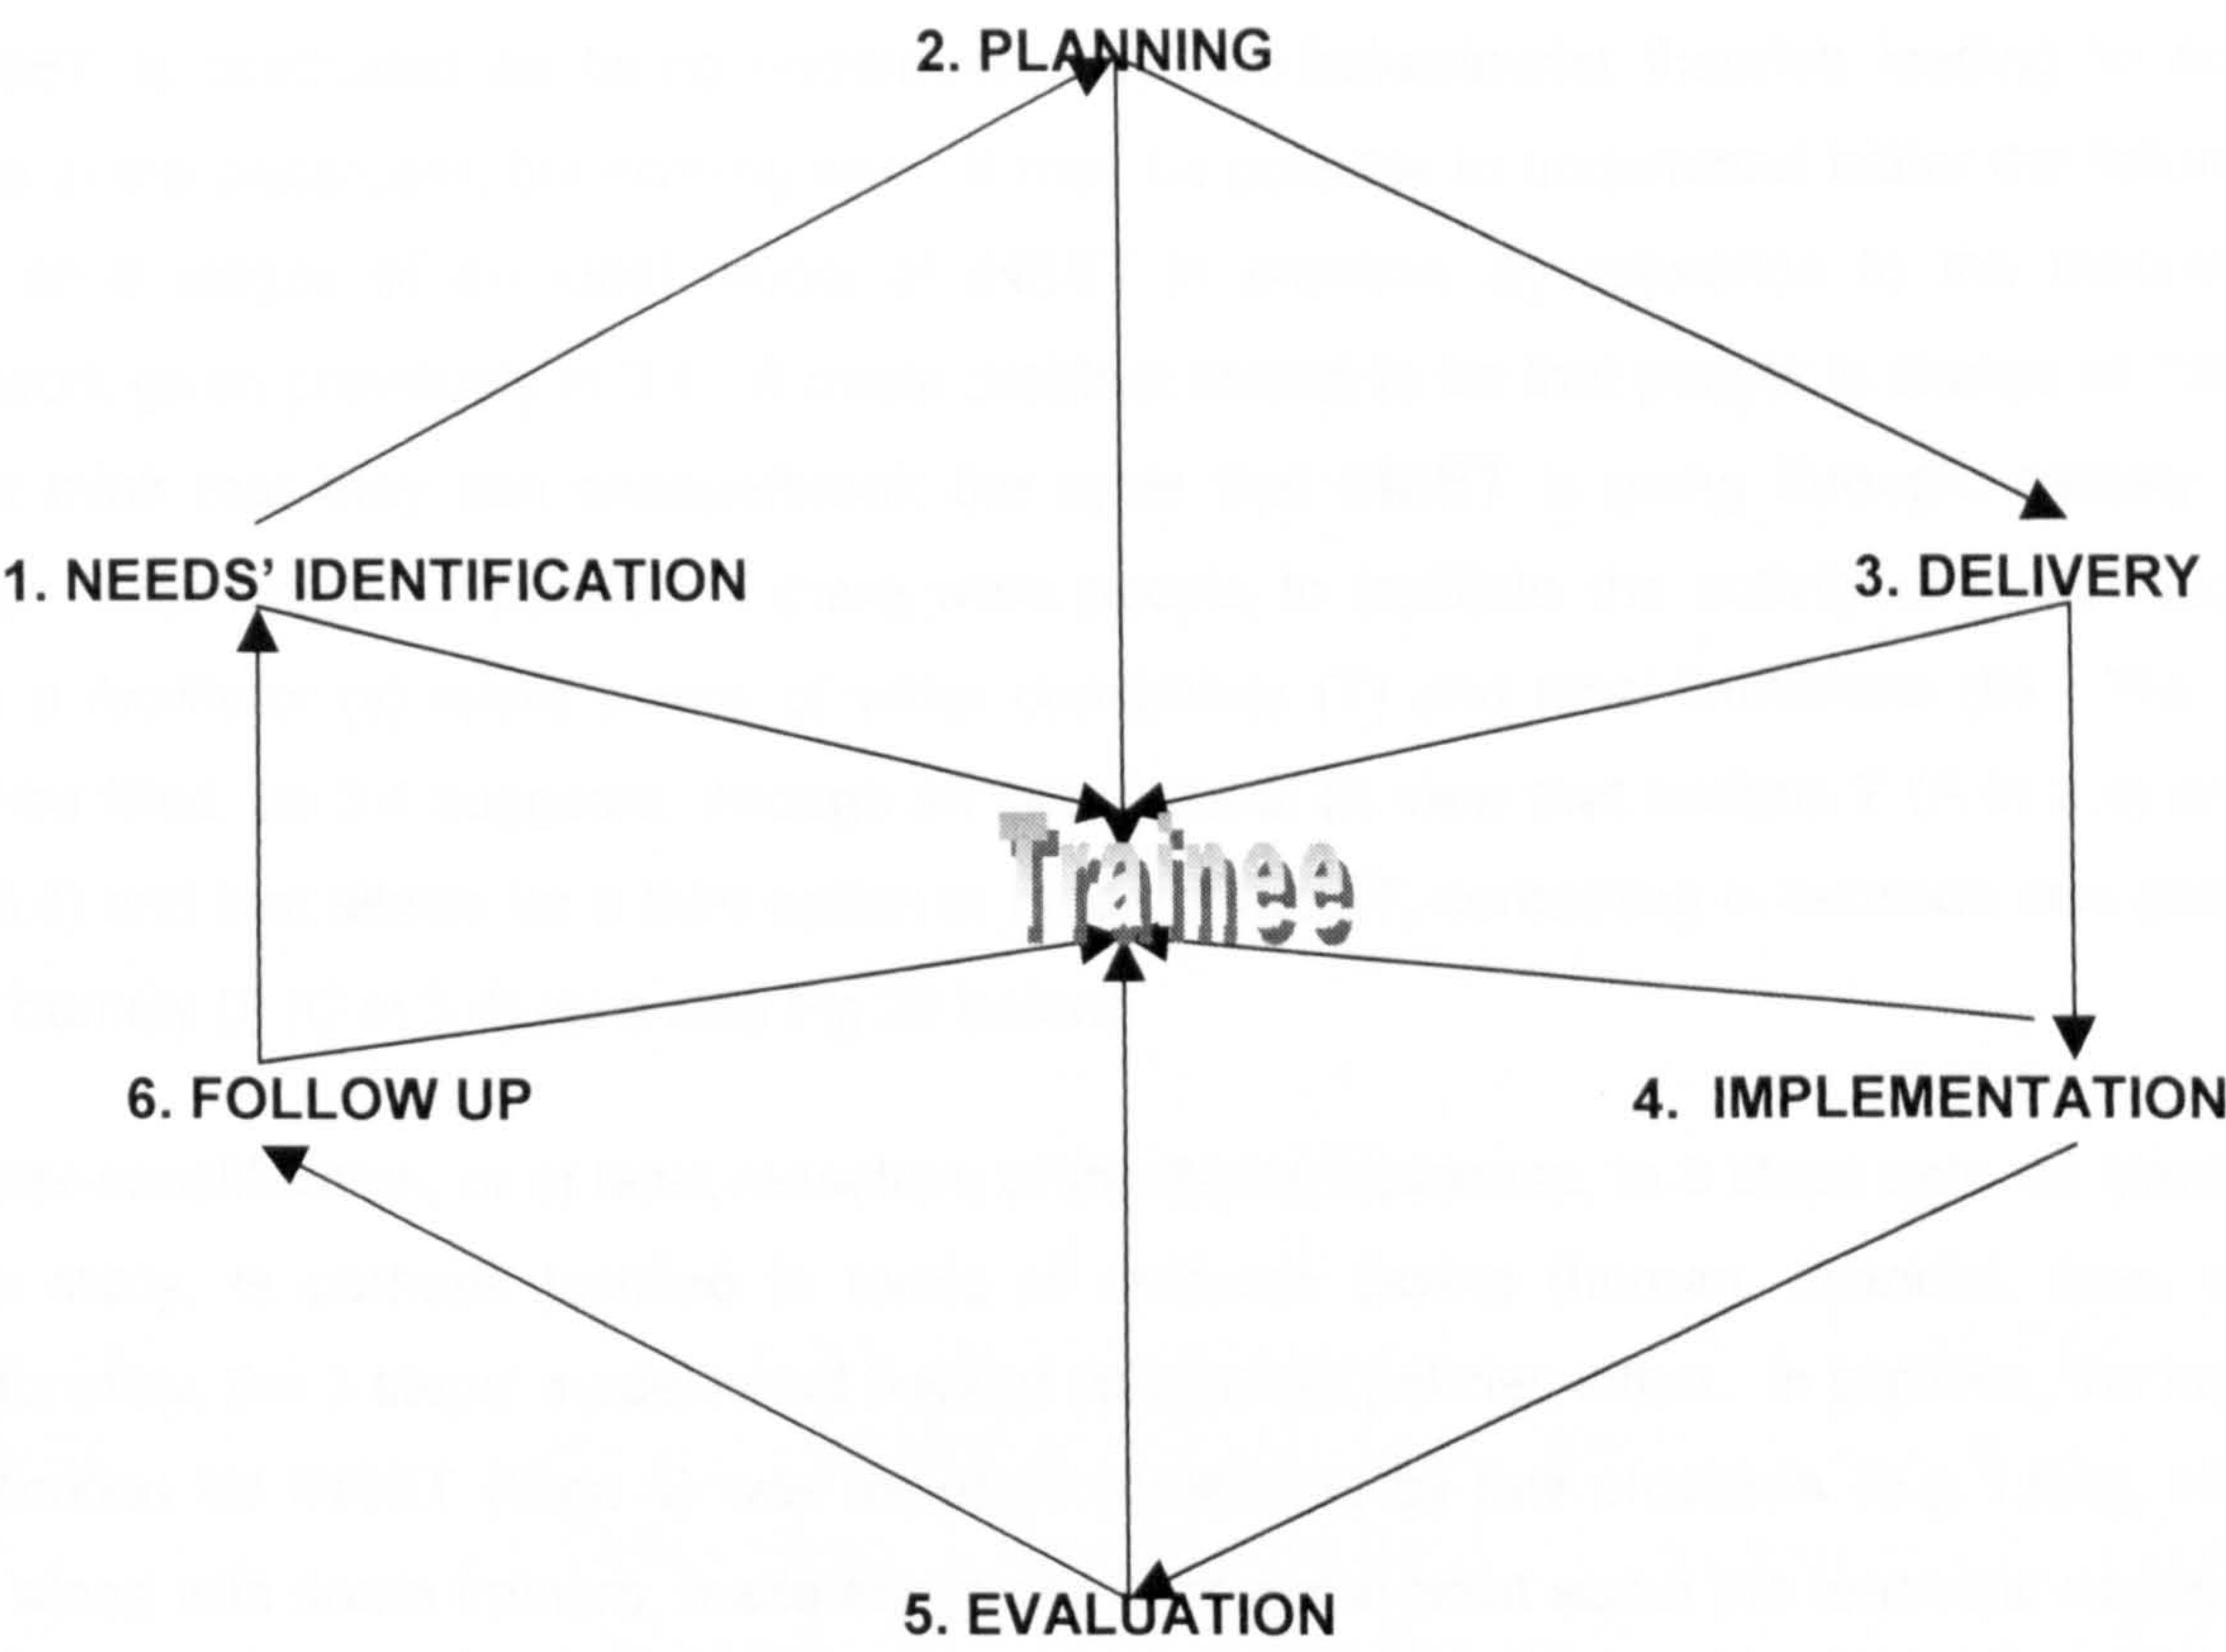 2. PLANNING
1. NEEDS’ IDENTIFICATION
3. DELIVERY
Trainee
6. FOLLOW UP
4. IMPLEMENTATION
5. EVALUATION